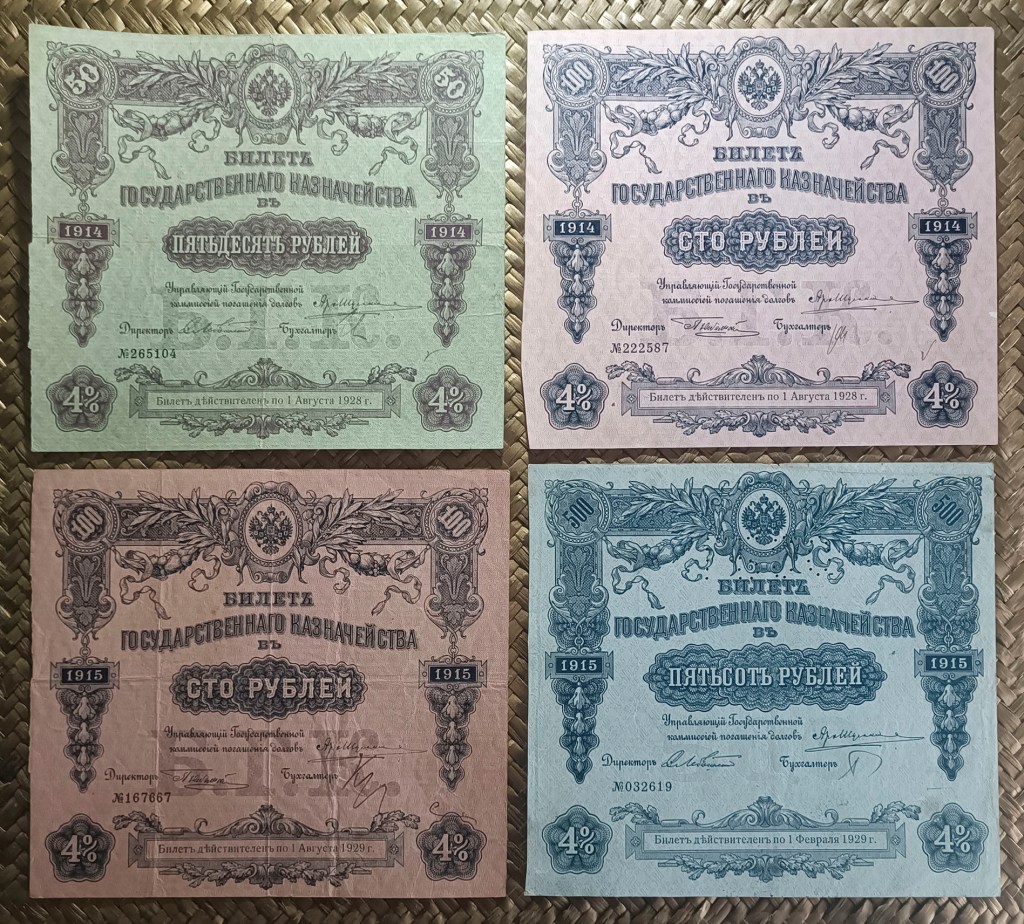 50 50
БИЛЕТЪ
ГОСУДАРСТВЕННАГО КАЗНАЧЕЙСТВА
ВЪ
1914 1914
ПЯТЬДЕСЯТЬ РУБЛЕЙ
Управляющій Государственной
коммиссіей погашенія долговъ
Директоръ Бухгалтеръ
№265104
4% 4%
Билетъ дѣйствителенъ по 1 Августа 1928 г.
100 100
БИЛЕТЪ
ГОСУДАРСТВЕННАГО КАЗНАЧЕЙСТВА
ВЪ
1914 1914
СТО РУБЛЕЙ
Управляющій Государственной
коммиссіей погашенія долговъ
Директоръ Бухгалтеръ
№222587
4% 4%
Билетъ дѣйствителенъ по 1 Августа 1928 г.
100 100
БИЛЕТЪ
ГОСУДАРСТВЕННАГО КАЗНАЧЕЙСТВА
ВЪ
1915 1915
СТО РУБЛЕЙ
Управляющій Государственной
коммиссіей погашенія долговъ
Директоръ Бухгалтеръ
№167667
4% 4%
Билетъ дѣйствителенъ по 1 Августа 1929 г.
500 500
БИЛЕТЪ
ГОСУДАРСТВЕННАГО КАЗНАЧЕЙСТВА
ВЪ
1915 1915
ПЯТЬСОТЪ РУБЛЕЙ
Управляющій Государственной
коммиссіей погашенія долговъ
Директоръ Бухгалтеръ
№032619
4% 4%
Билетъ дѣйствителенъ по 1 Февраля 1929 г.